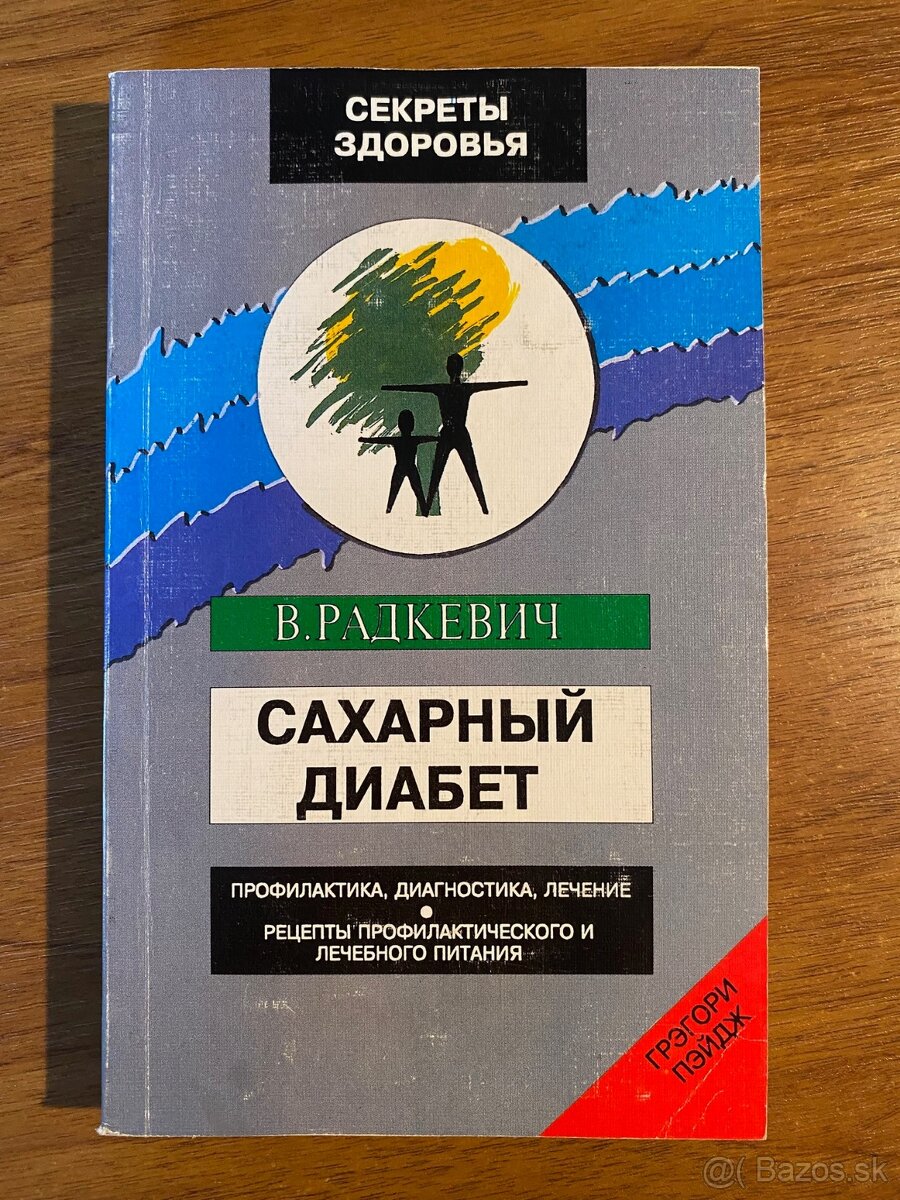 СЕКРЕТЫ
ЗДОРОВЬЯ
В.РАДКЕВИЧ
САХАРНЫЙ
ДИАБЕТ
ПРОФИЛАКТИКА, ДИАГНОСТИКА, ЛЕЧЕНИЕ
•
РЕЦЕПТЫ ПРОФИЛАКТИЧЕСКОГО И
ЛЕЧЕБНОГО ПИТАНИЯ
ГРЭГОРИ
ПЭЙДЖ
@( Bazos.sk